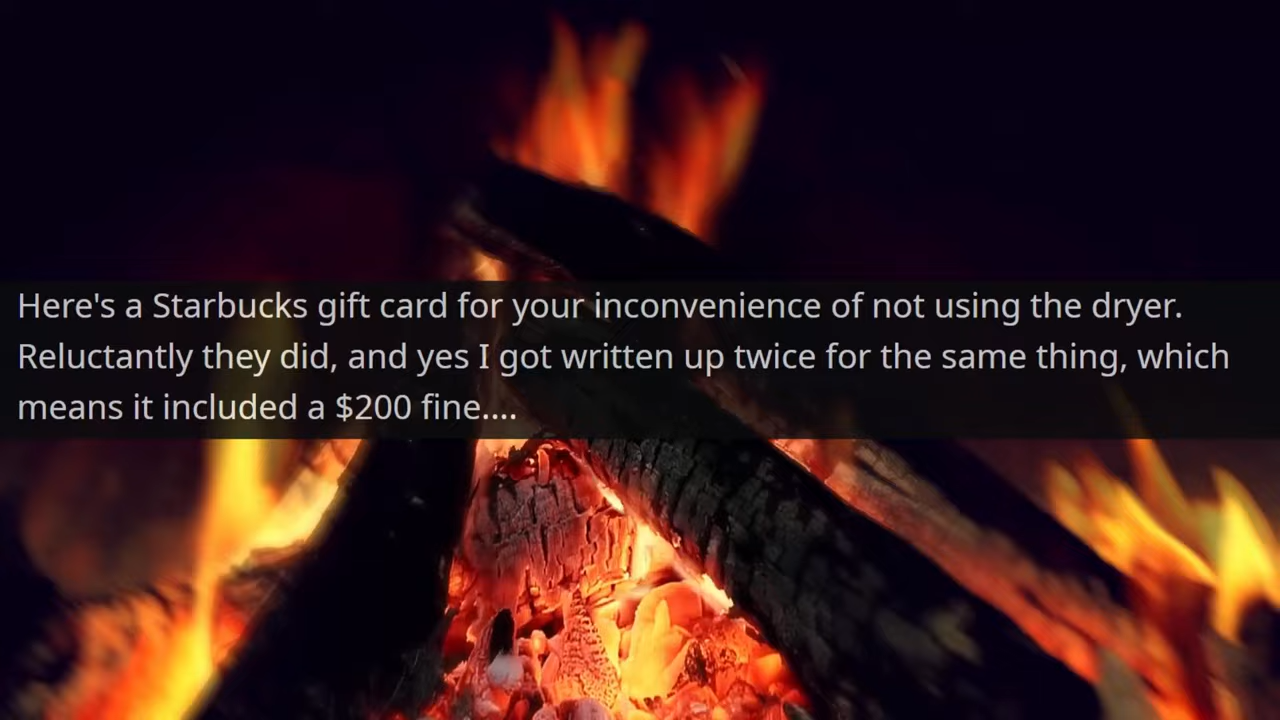 Here's a Starbucks gift card for your inconvenience of not using the dryer.
Reluctantly they did, and yes I got written up twice for the same thing, which
means it included a $200 fine....